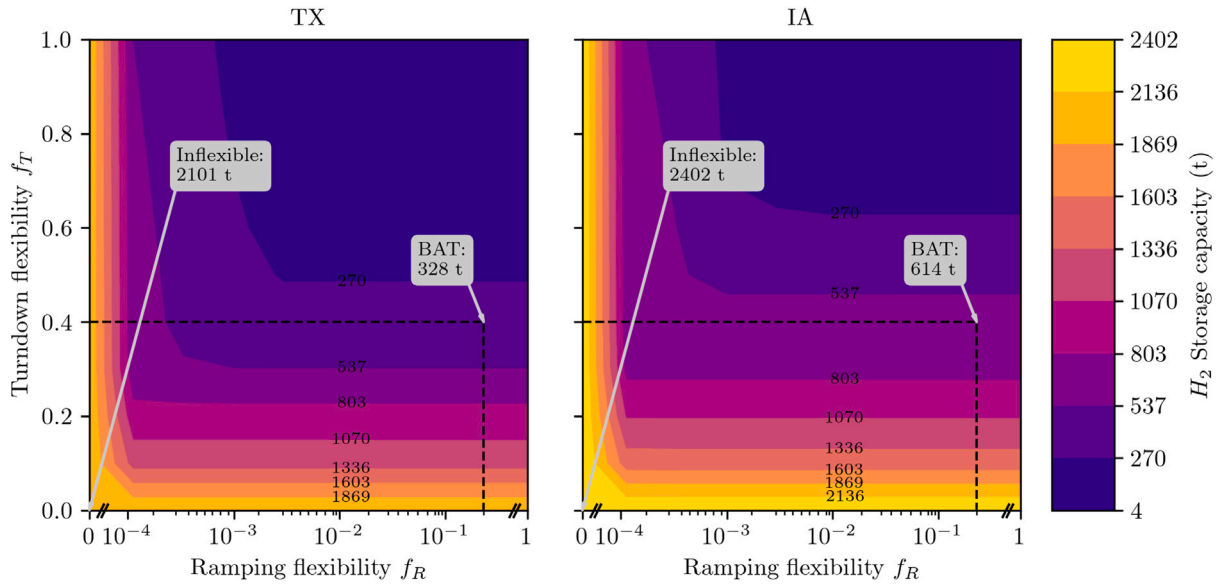 TX
IA
1.0
0.8
0.6
0.4
0.2
0.0
Turndown flexibility f_T
Inflexible:
2101 t
BAT:
328 t
270
537
803
1070
1336
1603
1869
0 10⁻⁴ 10⁻³ 10⁻² 10⁻¹ 1
Ramping flexibility f_R
Inflexible:
2402 t
BAT:
614 t
270
537
803
1070
1336
1603
1869
2136
0 10⁻⁴ 10⁻³ 10⁻² 10⁻¹ 1
Ramping flexibility f_R
2402
2136
1869
1603
1336
1070
803
537
270
4
H₂ Storage capacity (t)